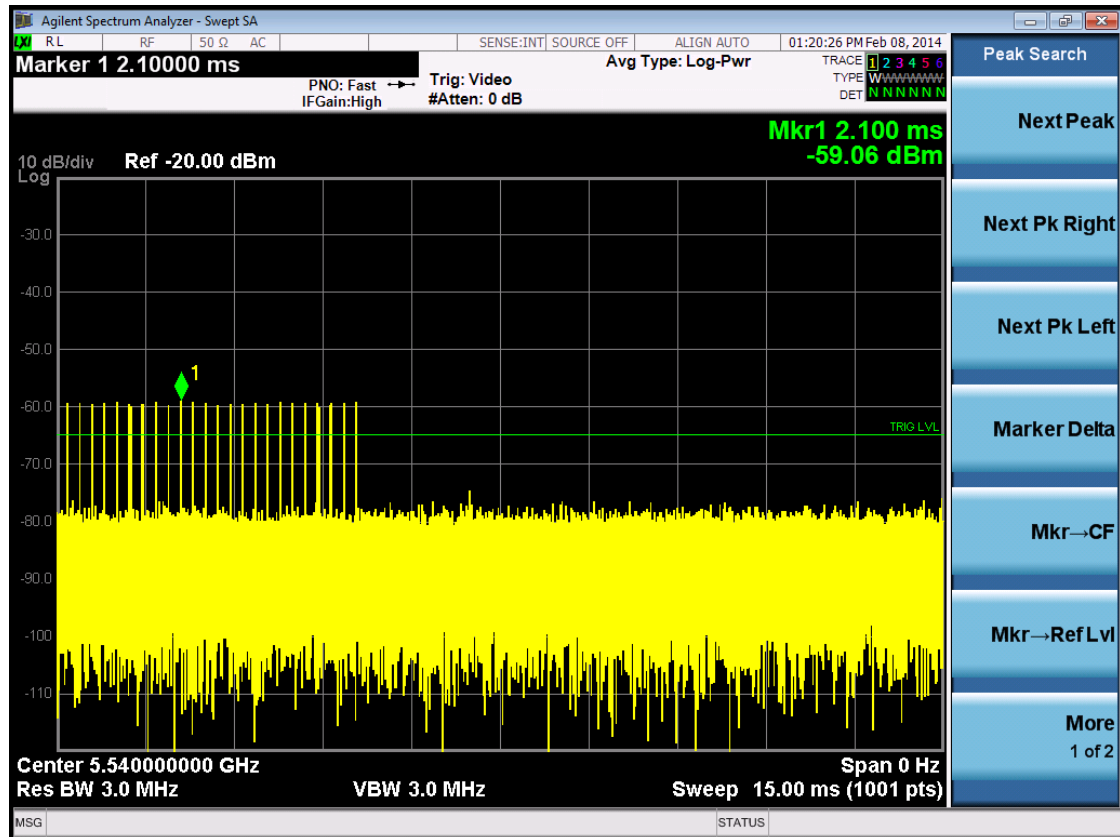 Agilent Spectrum Analyzer - Swept SA
LXI RL RF 50 Ω AC SENSE:INT SOURCE OFF ALIGN AUTO 01:20:26 PM Feb 08, 2014
Marker 1 2.10000 ms
PNO: Fast
IFGain:High
Trig: Video
#Atten: 0 dB
Avg Type: Log-Pwr
TRACE 1 2 3 4 5 6
TYPE WWWWWW
DET N N N N N N
Mkr1 2.100 ms
-59.06 dBm
10 dB/div Ref -20.00 dBm
Log
-30.0
-40.0
-50.0
1
-60.0
TRIG LVL
-70.0
-80.0
-90.0
-100
-110
Center 5.540000000 GHz Span 0 Hz
Res BW 3.0 MHz VBW 3.0 MHz Sweep 15.00 ms (1001 pts)
MSG STATUS
Peak Search
Next Peak
Next Pk Right
Next Pk Left
Marker Delta
Mkr→CF
Mkr→Ref Lvl
More
1 of 2